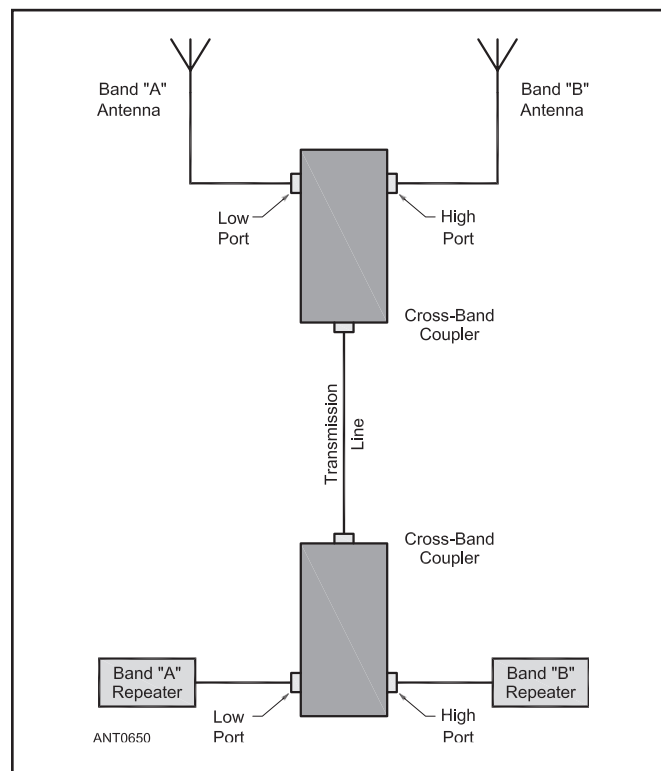 Band "A"
Antenna
Band "B"
Antenna
Low
Port
High
Port
Cross-Band
Coupler
Transmission
Line
Cross-Band
Coupler
Band "A"
Repeater
Band "B"
Repeater
Low
Port
High
Port
ANT0650